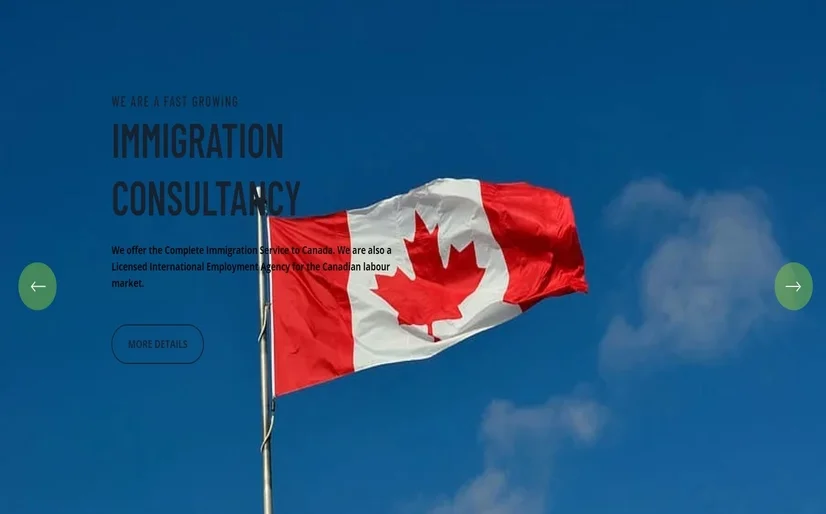 WE ARE A FAST GROWING
IMMIGRATION
CONSULTANCY
We offer the Complete Immigration Service to Canada. We are also a
Licensed International Employment Agency for the Canadian labour
market.
MORE DETAILS